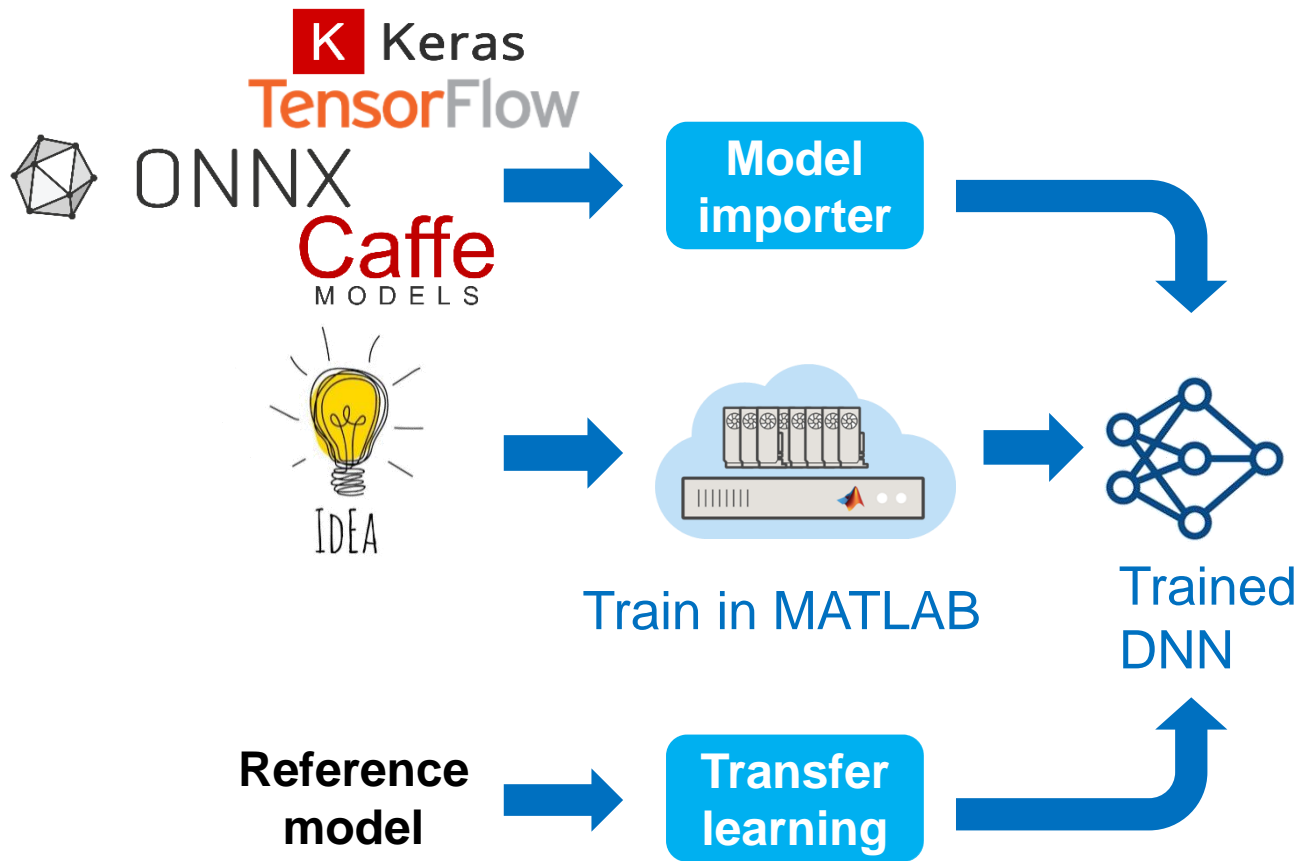 K Keras
TensorFlow
ONNX
Caffe
MODELS
Model
importer
IDEA
Train in MATLAB
Trained
DNN
Reference
model
Transfer
learning